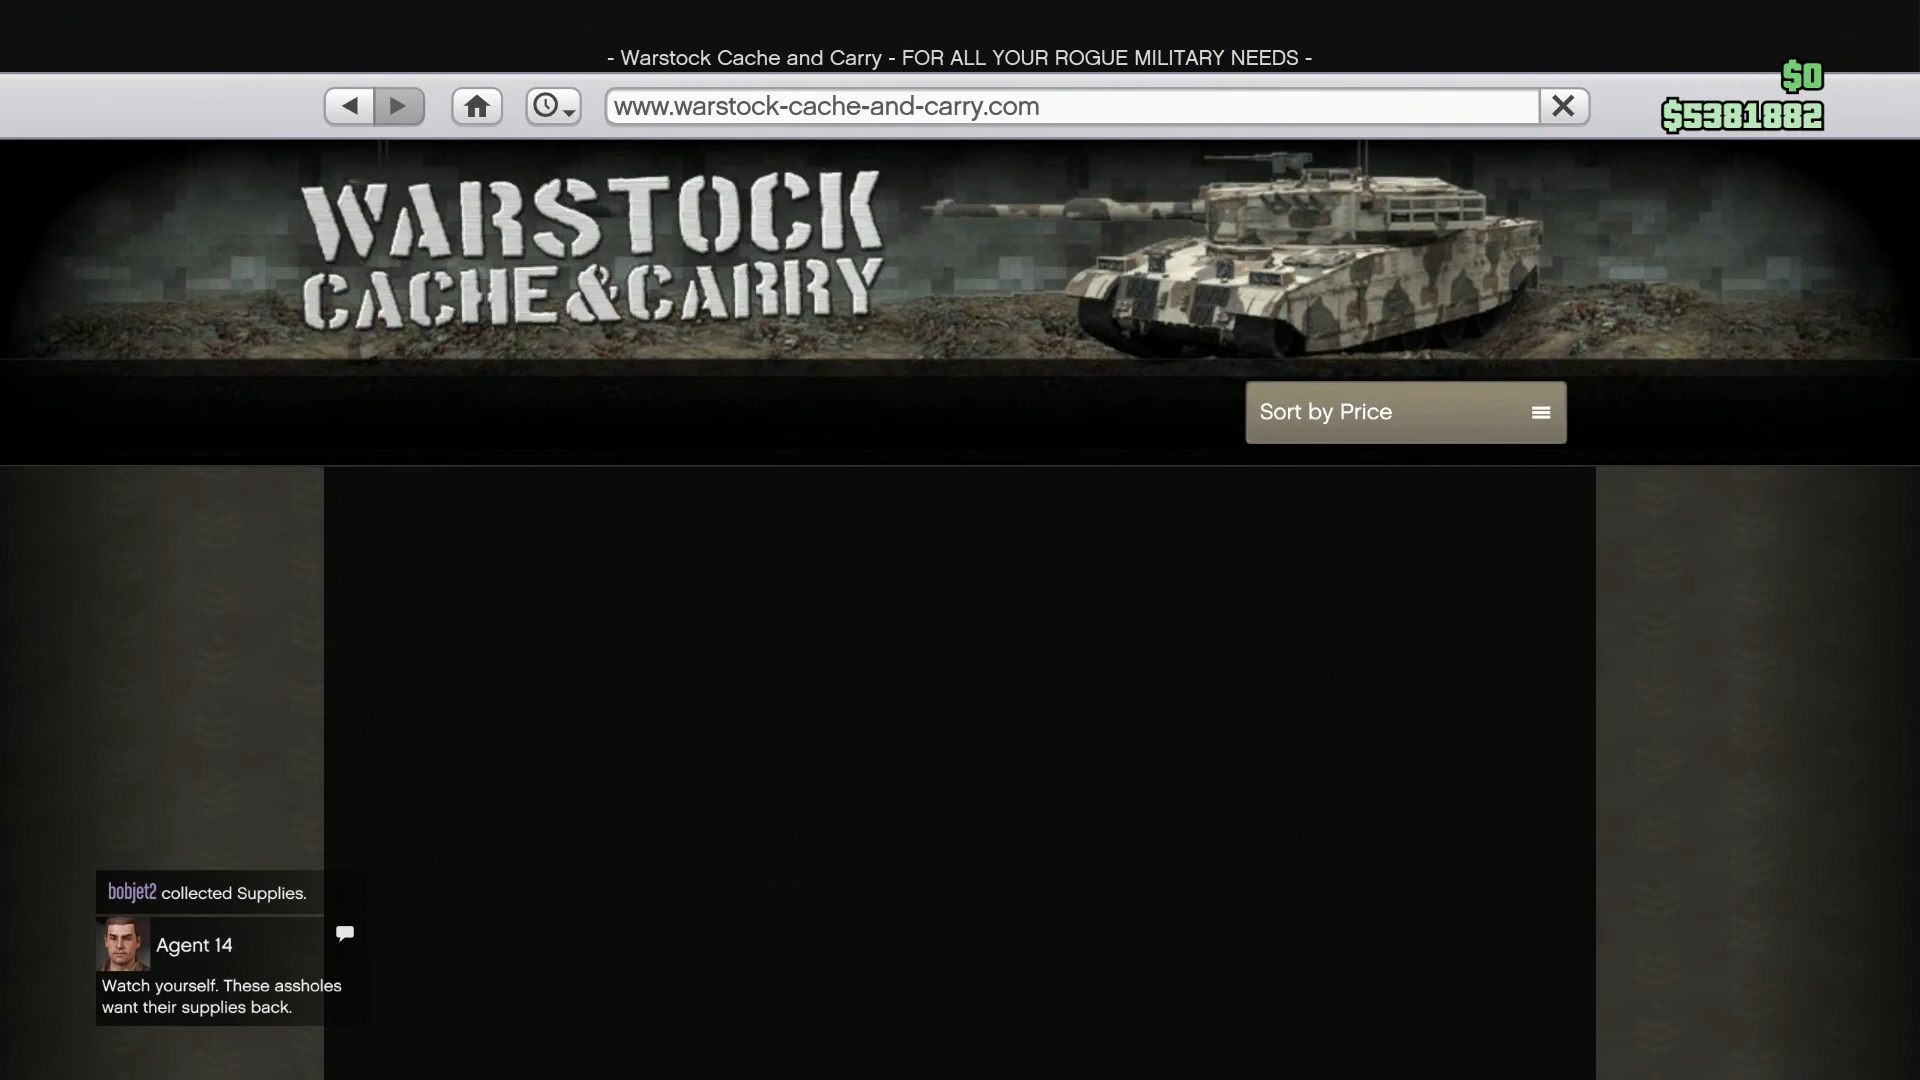 - Warstock Cache and Carry - FOR ALL YOUR ROGUE MILITARY NEEDS -
$0
www.warstock-cache-and-carry.com
$5381882
WARSTOCK
CACHE & CARRY
Sort by Price
bobjet2 collected Supplies.
Agent 14
Watch yourself. These assholes
want their supplies back.